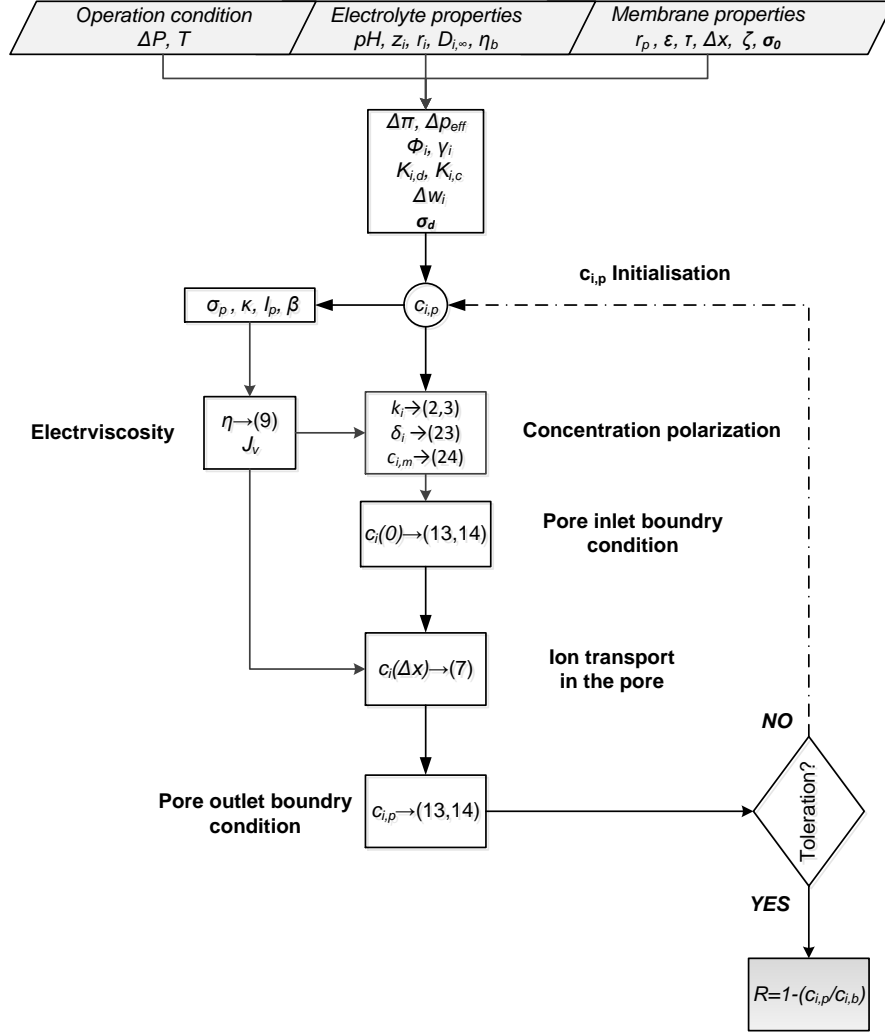 Operation condition
ΔP, T
Electrolyte properties
pH, zi, ri, Di,∞, ηb
Membrane properties
rp, ε, τ, Δx, ζ, σ0
Δπ, Δpeff
Φi, γi
Ki,d, Ki,c
Δwi
σd
ci,p Initialisation
σp, κ, Ip, β
ci,p
Electrviscosity
η→(9)
Jv
ki→(2,3)
δi→(23)
ci,m→(24)
Concentration polarization
ci(0)→(13,14)
Pore inlet boundry
condition
ci(Δx)→(7)
Ion transport
in the pore
NO
Pore outlet boundry
condition
ci,p→(13,14)
Toleration?
YES
R=1-(ci,p/ci,b)